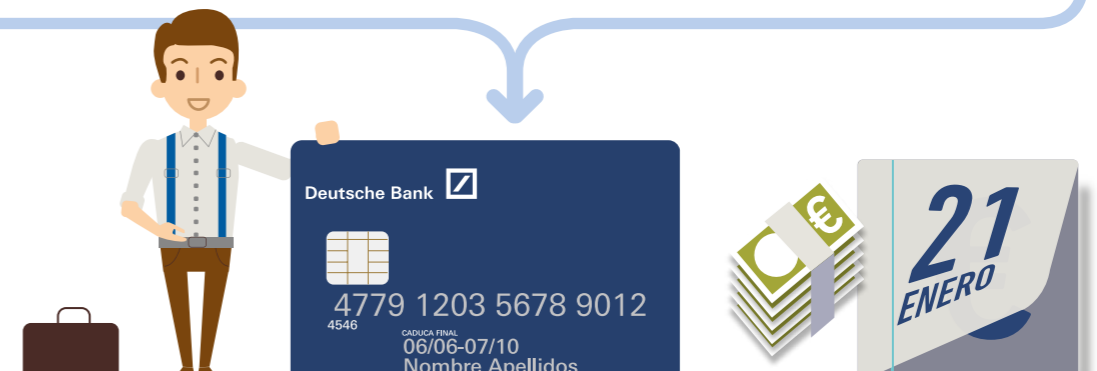 Deutsche Bank
4779 1203 5678 9012
4546
CADUCA FINAL
06/06-07/10
Nombre Apellidos
€
21
ENERO
€